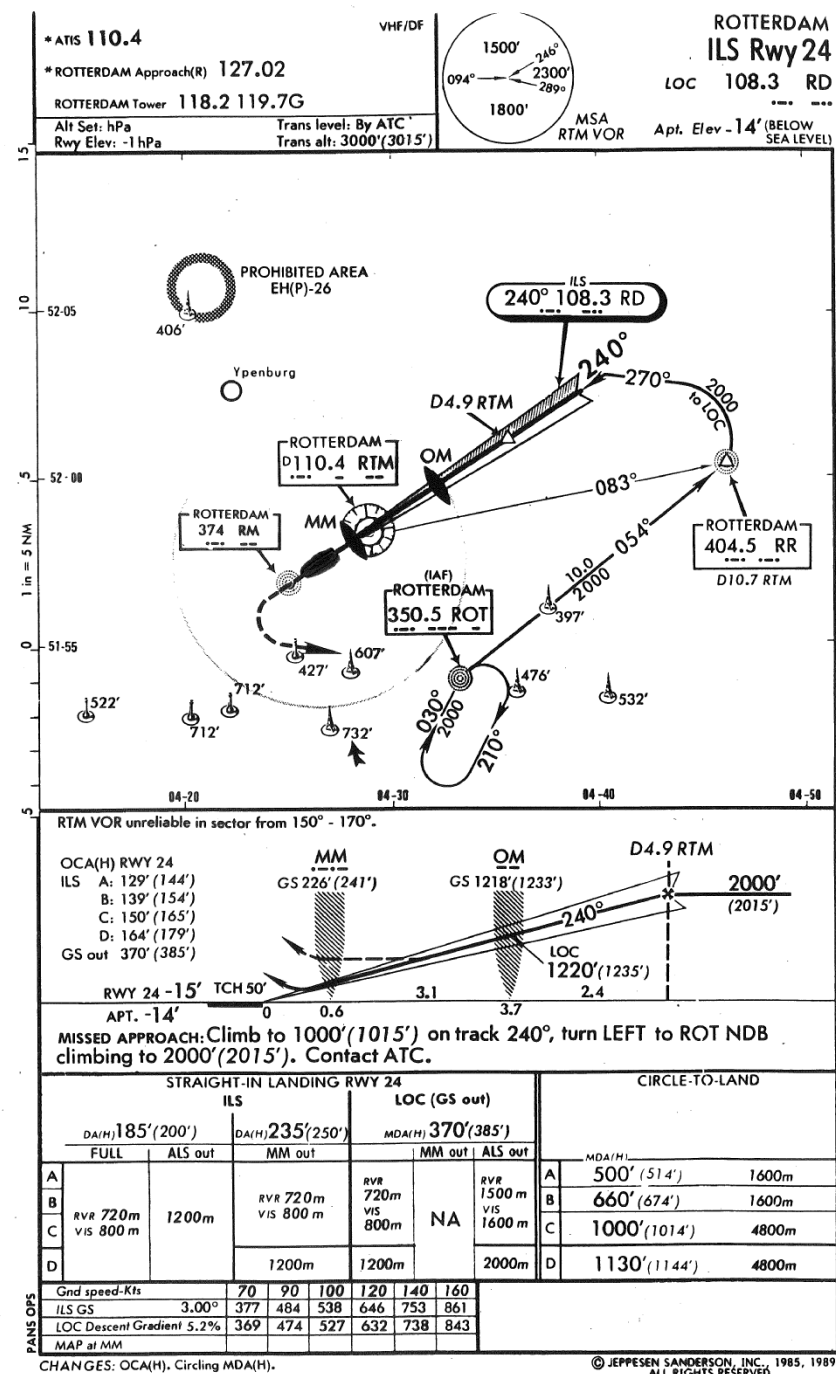 * ATIS 110.4
* ROTTERDAM Approach(R) 127.02
ROTTERDAM Tower 118.2 119.7G
Alt Set: hPa
Trans level: By ATC
Rwy Elev: -1 hPa
Trans alt: 3000'(3015')
VHF/DF
1500'
246°
094°
2300'
289°
1800'
MSA
RTM VOR
ROTTERDAM
ILS Rwy 24
LOC 108.3 RD
Apt. Elev -14' (BELOW
SEA LEVEL)
15
10
5
0
5
1 in = 5 NM
52-05
52-00
51-55
PROHIBITED AREA
EH(P)-26
406'
Ypenburg
ILS
240° 108.3 RD
240°
270°
2000
to LOC
D4.9 RTM
ROTTERDAM
D110.4 RTM
OM
MM
083°
ROTTERDAM
374 RM
ROTTERDAM
404.5 RR
D10.7 RTM
(IAF)
ROTTERDAM
350.5 ROT
10.0
2000
054°
397'
607'
427'
476'
532'
522'
712'
712'
732'
030°
2000
210°
04-20
04-30
04-40
04-50
RTM VOR unreliable in sector from 150° - 170°.
OCA(H) RWY 24
ILS A: 129' (144')
B: 139' (154')
C: 150' (165')
D: 164' (179')
GS out 370' (385')
MM
GS 226'(241')
OM
GS 1218'(1233')
D4.9 RTM
2000'
(2015')
240°
LOC
1220'(1235')
RWY 24 -15'
TCH 50'
APT. -14'
0
0.6
3.1
3.7
2.4
MISSED APPROACH: Climb to 1000'(1015') on track 240°, turn LEFT to ROT NDB
climbing to 2000'(2015'). Contact ATC.
STRAIGHT-IN LANDING RWY 24
CIRCLE-TO-LAND
ILS
LOC (GS out)
DA(H) 185'(200')
DA(H) 235'(250')
MDA(H) 370'(385')
FULL
ALS out
MM out
MM out
ALS out
MDA(H)
A
B
C
D
RVR 720m
VIS 800 m
1200m
RVR 720m
VIS 800 m
1200m
RVR
720m
VIS
800m
1200m
NA
RVR
1500 m
VIS
1600 m
2000m
A 500' (514') 1600m
B 660' (674') 1600m
C 1000'(1014') 4800m
D 1130'(1144') 4800m
PANS OPS
Gnd speed-Kts 70 90 100 120 140 160
ILS GS 3.00° 377 484 538 646 753 861
LOC Descent Gradient 5.2% 369 474 527 632 738 843
MAP at MM
CHANGES: OCA(H). Circling MDA(H).
© JEPPESEN SANDERSON, INC., 1985, 1989
ALL RIGHTS RESERVED